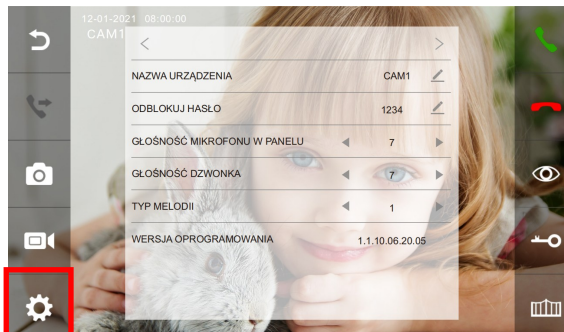 12-01-2021 08:00:00
CAM1
< >
NAZWA URZĄDZENIA CAM1
ODBLOKUJ HASŁO 1234
GŁOŚNOŚĆ MIKROFONU W PANELU 7
GŁOŚNOŚĆ DZWONKA 7
TYP MELODII 1
WERSJA OPROGRAMOWANIA 1.1.10.06.20.05